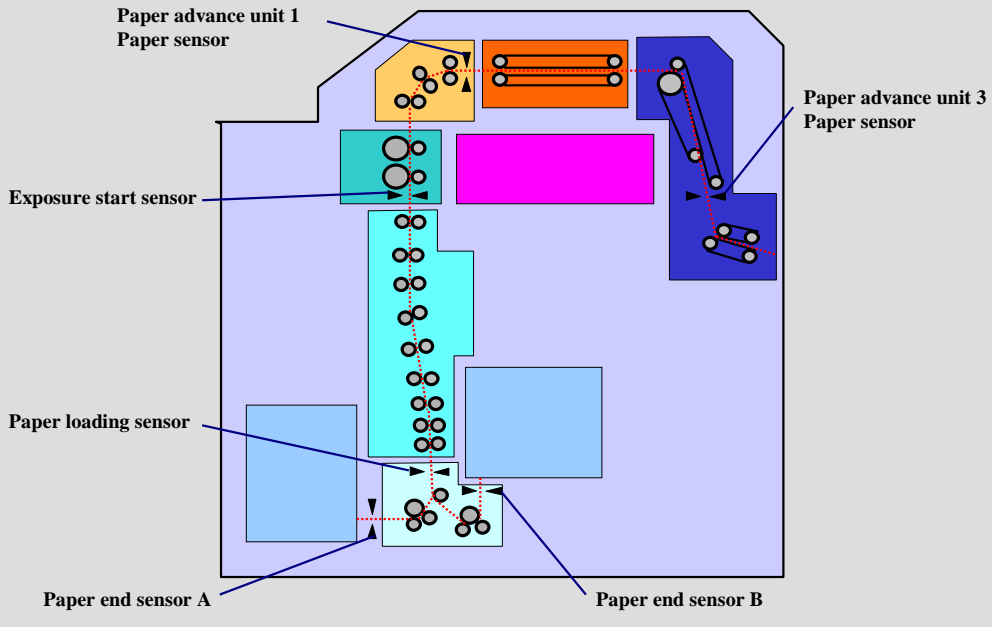 Paper advance unit 1
Paper sensor
Paper advance unit 3
Paper sensor
Exposure start sensor
Paper loading sensor
Paper end sensor A
Paper end sensor B